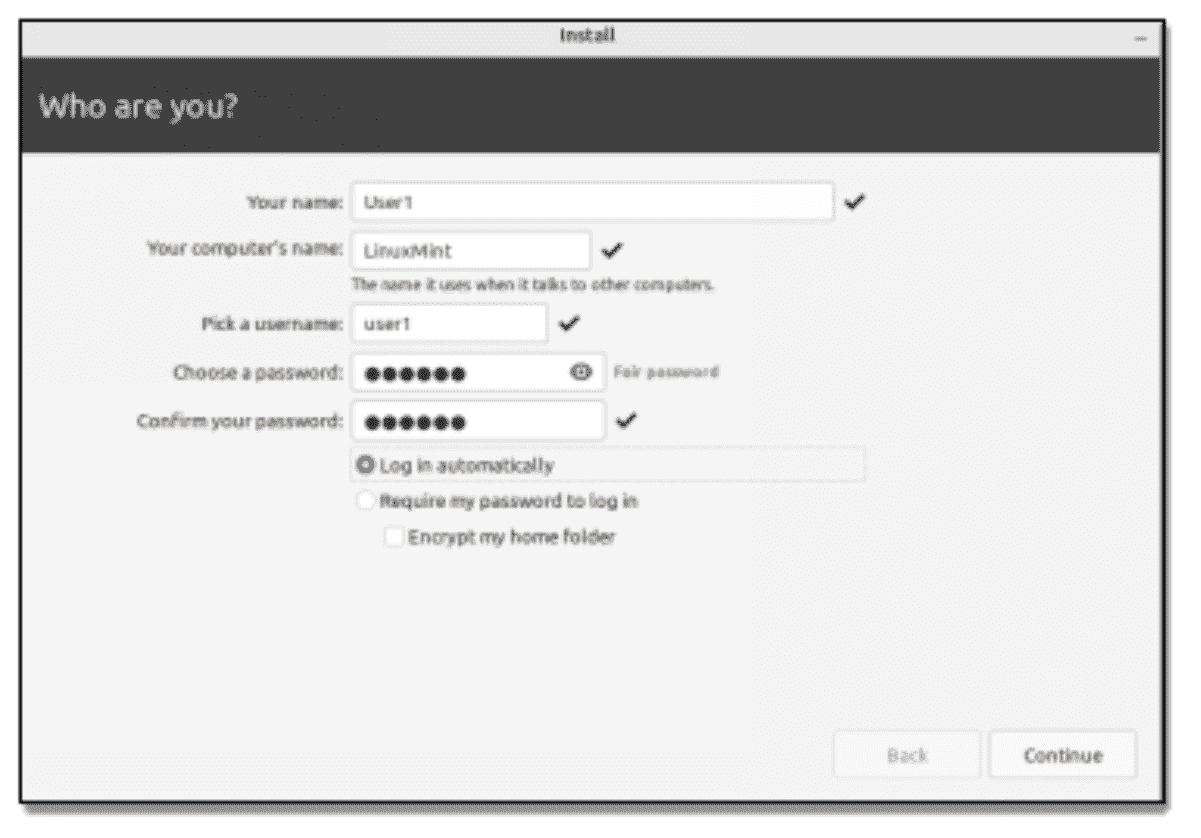 Install
Who are you?
Your name: User1
Your computer's name: LinuxMint
The name it uses when it talks to other computers.
Pick a username: user1
Choose a password: ●●●●●● Fair password
Confirm your password: ●●●●●●
Log in automatically
Require my password to log in
Encrypt my home folder
Back Continue